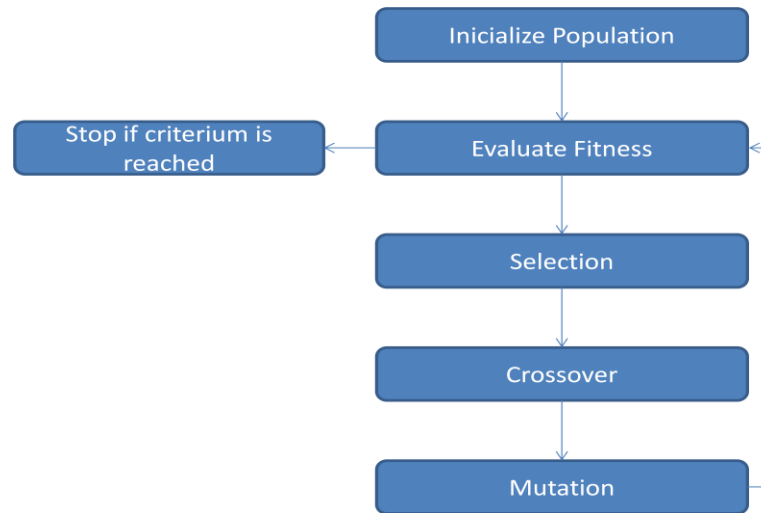 Inicialize Population
Stop if criterium is
reached
Evaluate Fitness
Selection
Crossover
Mutation